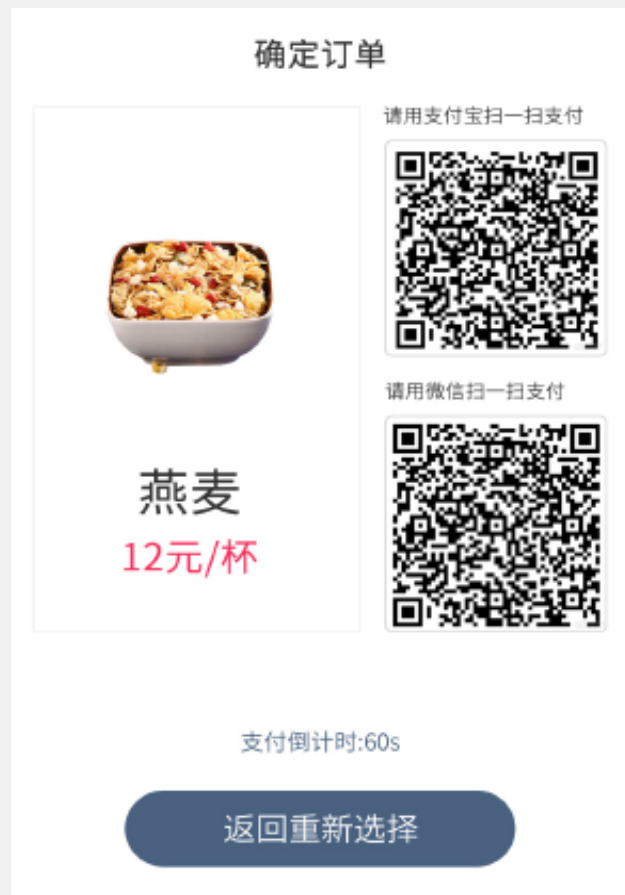 确定订单
请用支付宝扫一扫支付
请用微信扫一扫支付
燕麦
12元/杯
支付倒计时:60s
返回重新选择